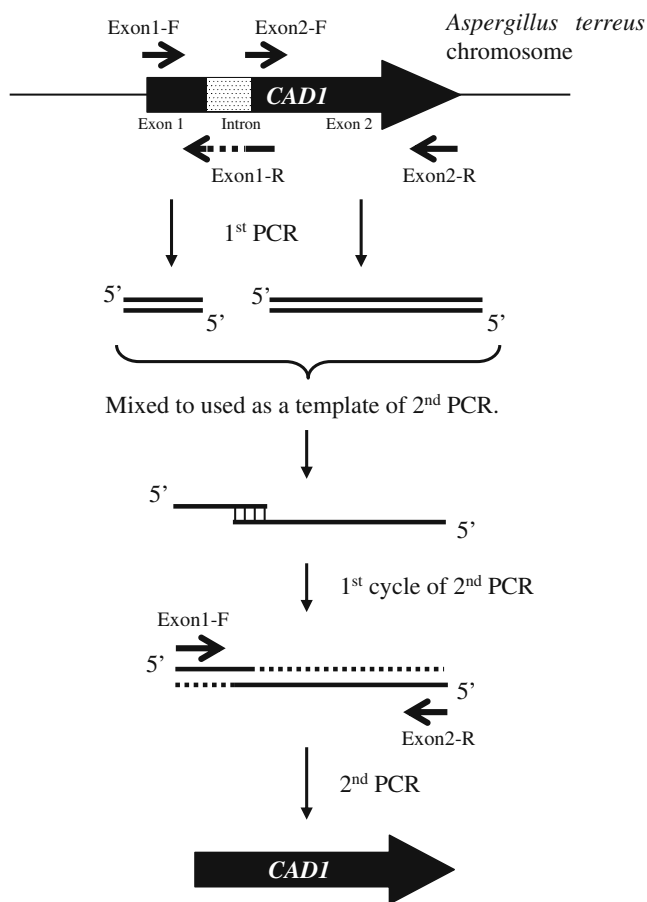 Exon1-F
Exon2-F
Aspergillus terreus
chromosome
CAD1
Exon 1
Intron
Exon 2
Exon1-R
Exon2-R
1st PCR
5’
5’
5’
5’
Mixed to used as a template of 2nd PCR.
5’
5’
1st cycle of 2nd PCR
Exon1-F
5’
5’
Exon2-R
2nd PCR
CAD1